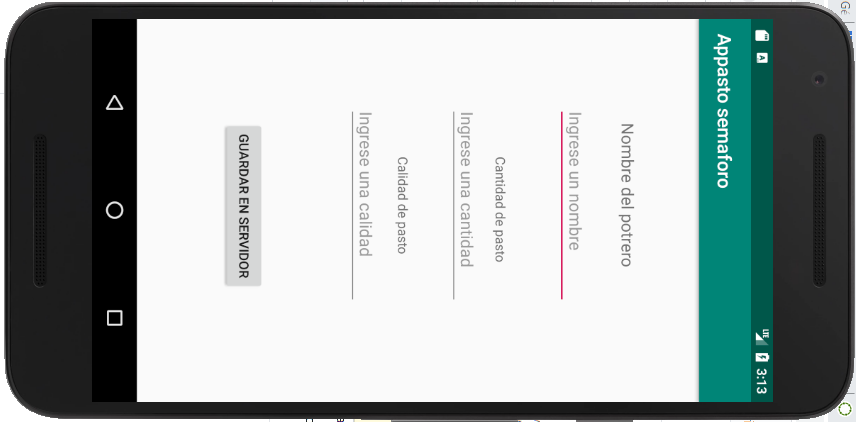 LTE 3:13
Appasto semaforo
Nombre del potrero
Ingrese un nombre
Cantidad de pasto
Ingrese una cantidad
Calidad de pasto
Ingrese una calidad
GUARDAR EN SERVIDOR